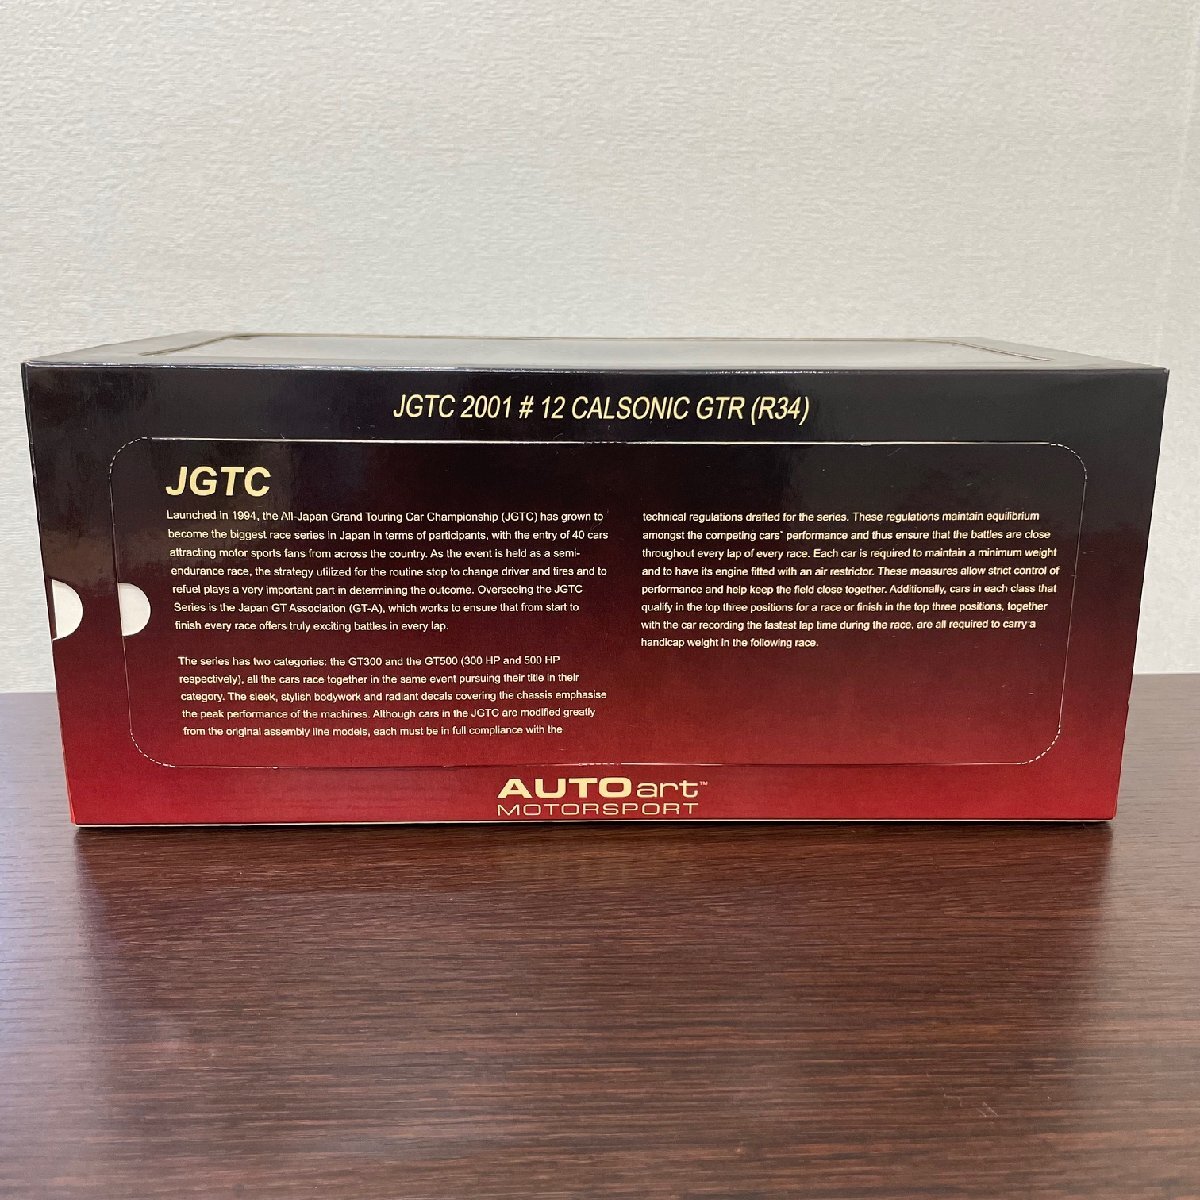 JGTC 2001 # 12 CALSONIC GTR (R34)
JGTC
Launched in 1994, the All-Japan Grand Touring Car Championship (JGTC) has grown to
become the biggest race series in Japan in terms of participants, with the entry of 40 cars
attracting motor sports fans from across the country. As the event is held as a semi-
endurance race, the strategy utilized for the routine stop to change driver and tires and to
refuel plays a very important part in determining the outcome. Overseeing the JGTC
Series is the Japan GT Association (GT-A), which works to ensure that from start to
finish every race offers truly exciting battles in every lap.
The series has two categories: the GT300 and the GT500 (300 HP and 500 HP
respectively), all the cars race together in the same event pursuing their title in their
category. The sleek, stylish bodywork and radiant decals covering the chassis emphasise
the peak performance of the machines. Although cars in the JGTC are modified greatly
from the original assembly line models, each must be in full compliance with the
technical regulations drafted for the series. These regulations maintain equilibrium
amongst the competing cars' performance and thus ensure that the battles are close
throughout every lap of every race. Each car is required to maintain a minimum weight
and to have its engine fitted with an air restrictor. These measures allow strict control of
performance and help keep the field close together. Additionally, cars in each class that
qualify in the top three positions for a race or finish in the top three positions, together
with the car recording the fastest lap time during the race, are all required to carry a
handicap weight in the following race.
AUTOart™
MOTORSPORT